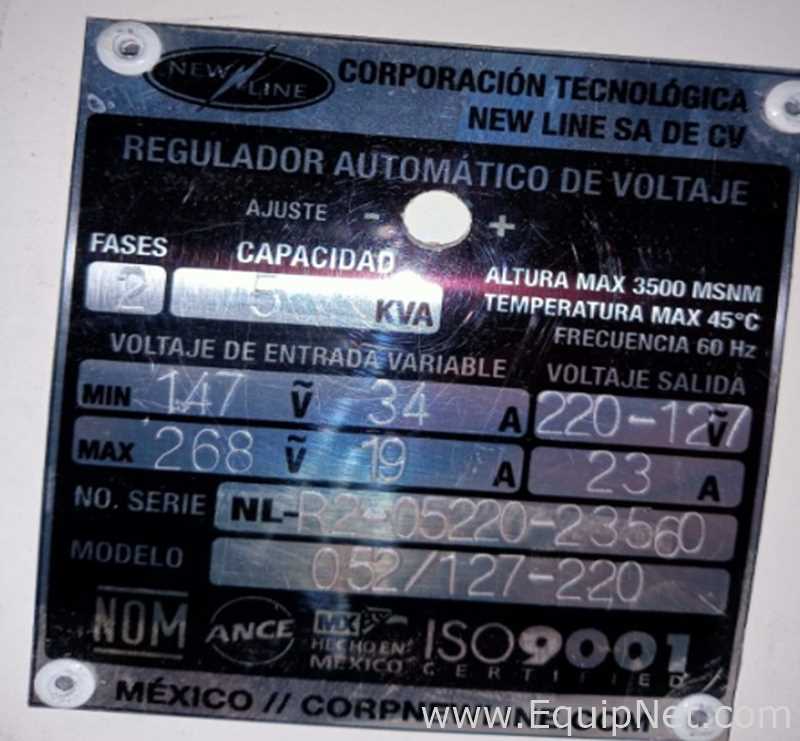 NEW LINE
CORPORACIÓN TECNOLÓGICA
NEW LINE SA DE CV
REGULADOR AUTOMÁTICO DE VOLTAJE
AJUSTE - +
FASES CAPACIDAD
2 5 KVA
ALTURA MAX 3500 MSNM
TEMPERATURA MAX 45°C
FRECUENCIA 60 Hz
VOLTAJE DE ENTRADA VARIABLE
VOLTAJE SALIDA
MIN 147 Ṽ 34 A
220-127 Ṽ
MAX 268 Ṽ 19 A
23 A
NO. SERIE NL-R2-05220-23560
MODELO 052/127-220
NOM ANCE MX HECHO EN MÉXICO ISO9001 CERTIFIED
MÉXICO //
www.EquipNet.com